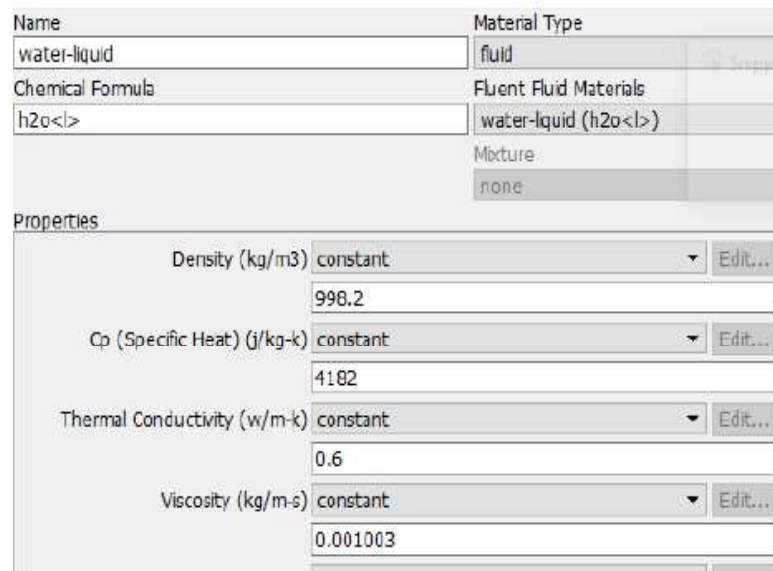 Name Material Type
water-liquid fluid
Chemical Formula Fluent Fluid Materials
h2o<l> water-liquid (h2o<l>)
Mixture
none
Properties
Density (kg/m3) constant Edit...
998.2
Cp (Specific Heat) (j/kg-k) constant Edit...
4182
Thermal Conductivity (w/m-k) constant Edit...
0.6
Viscosity (kg/m-s) constant Edit...
0.001003